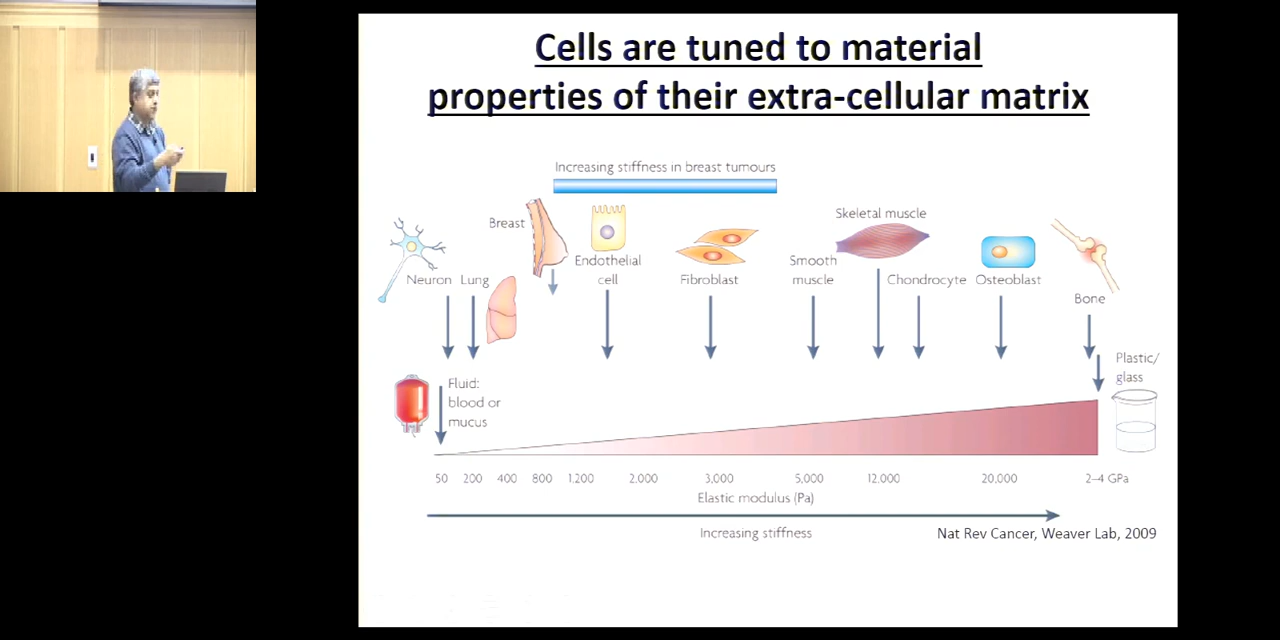 Cells are tuned to material
properties of their extra-cellular matrix
Increasing stiffness in breast tumours
Breast
Skeletal muscle
Endothelial
cell
Smooth
muscle
Neuron
Lung
Fibroblast
Chondrocyte
Osteoblast
Bone
Plastic/
glass
Fluid:
blood or
mucus
50 200 400 800 1,200 2,000 3,000 5,000 12,000 20,000 2–4 GPa
Elastic modulus (Pa)
Increasing stiffness
Nat Rev Cancer, Weaver Lab, 2009